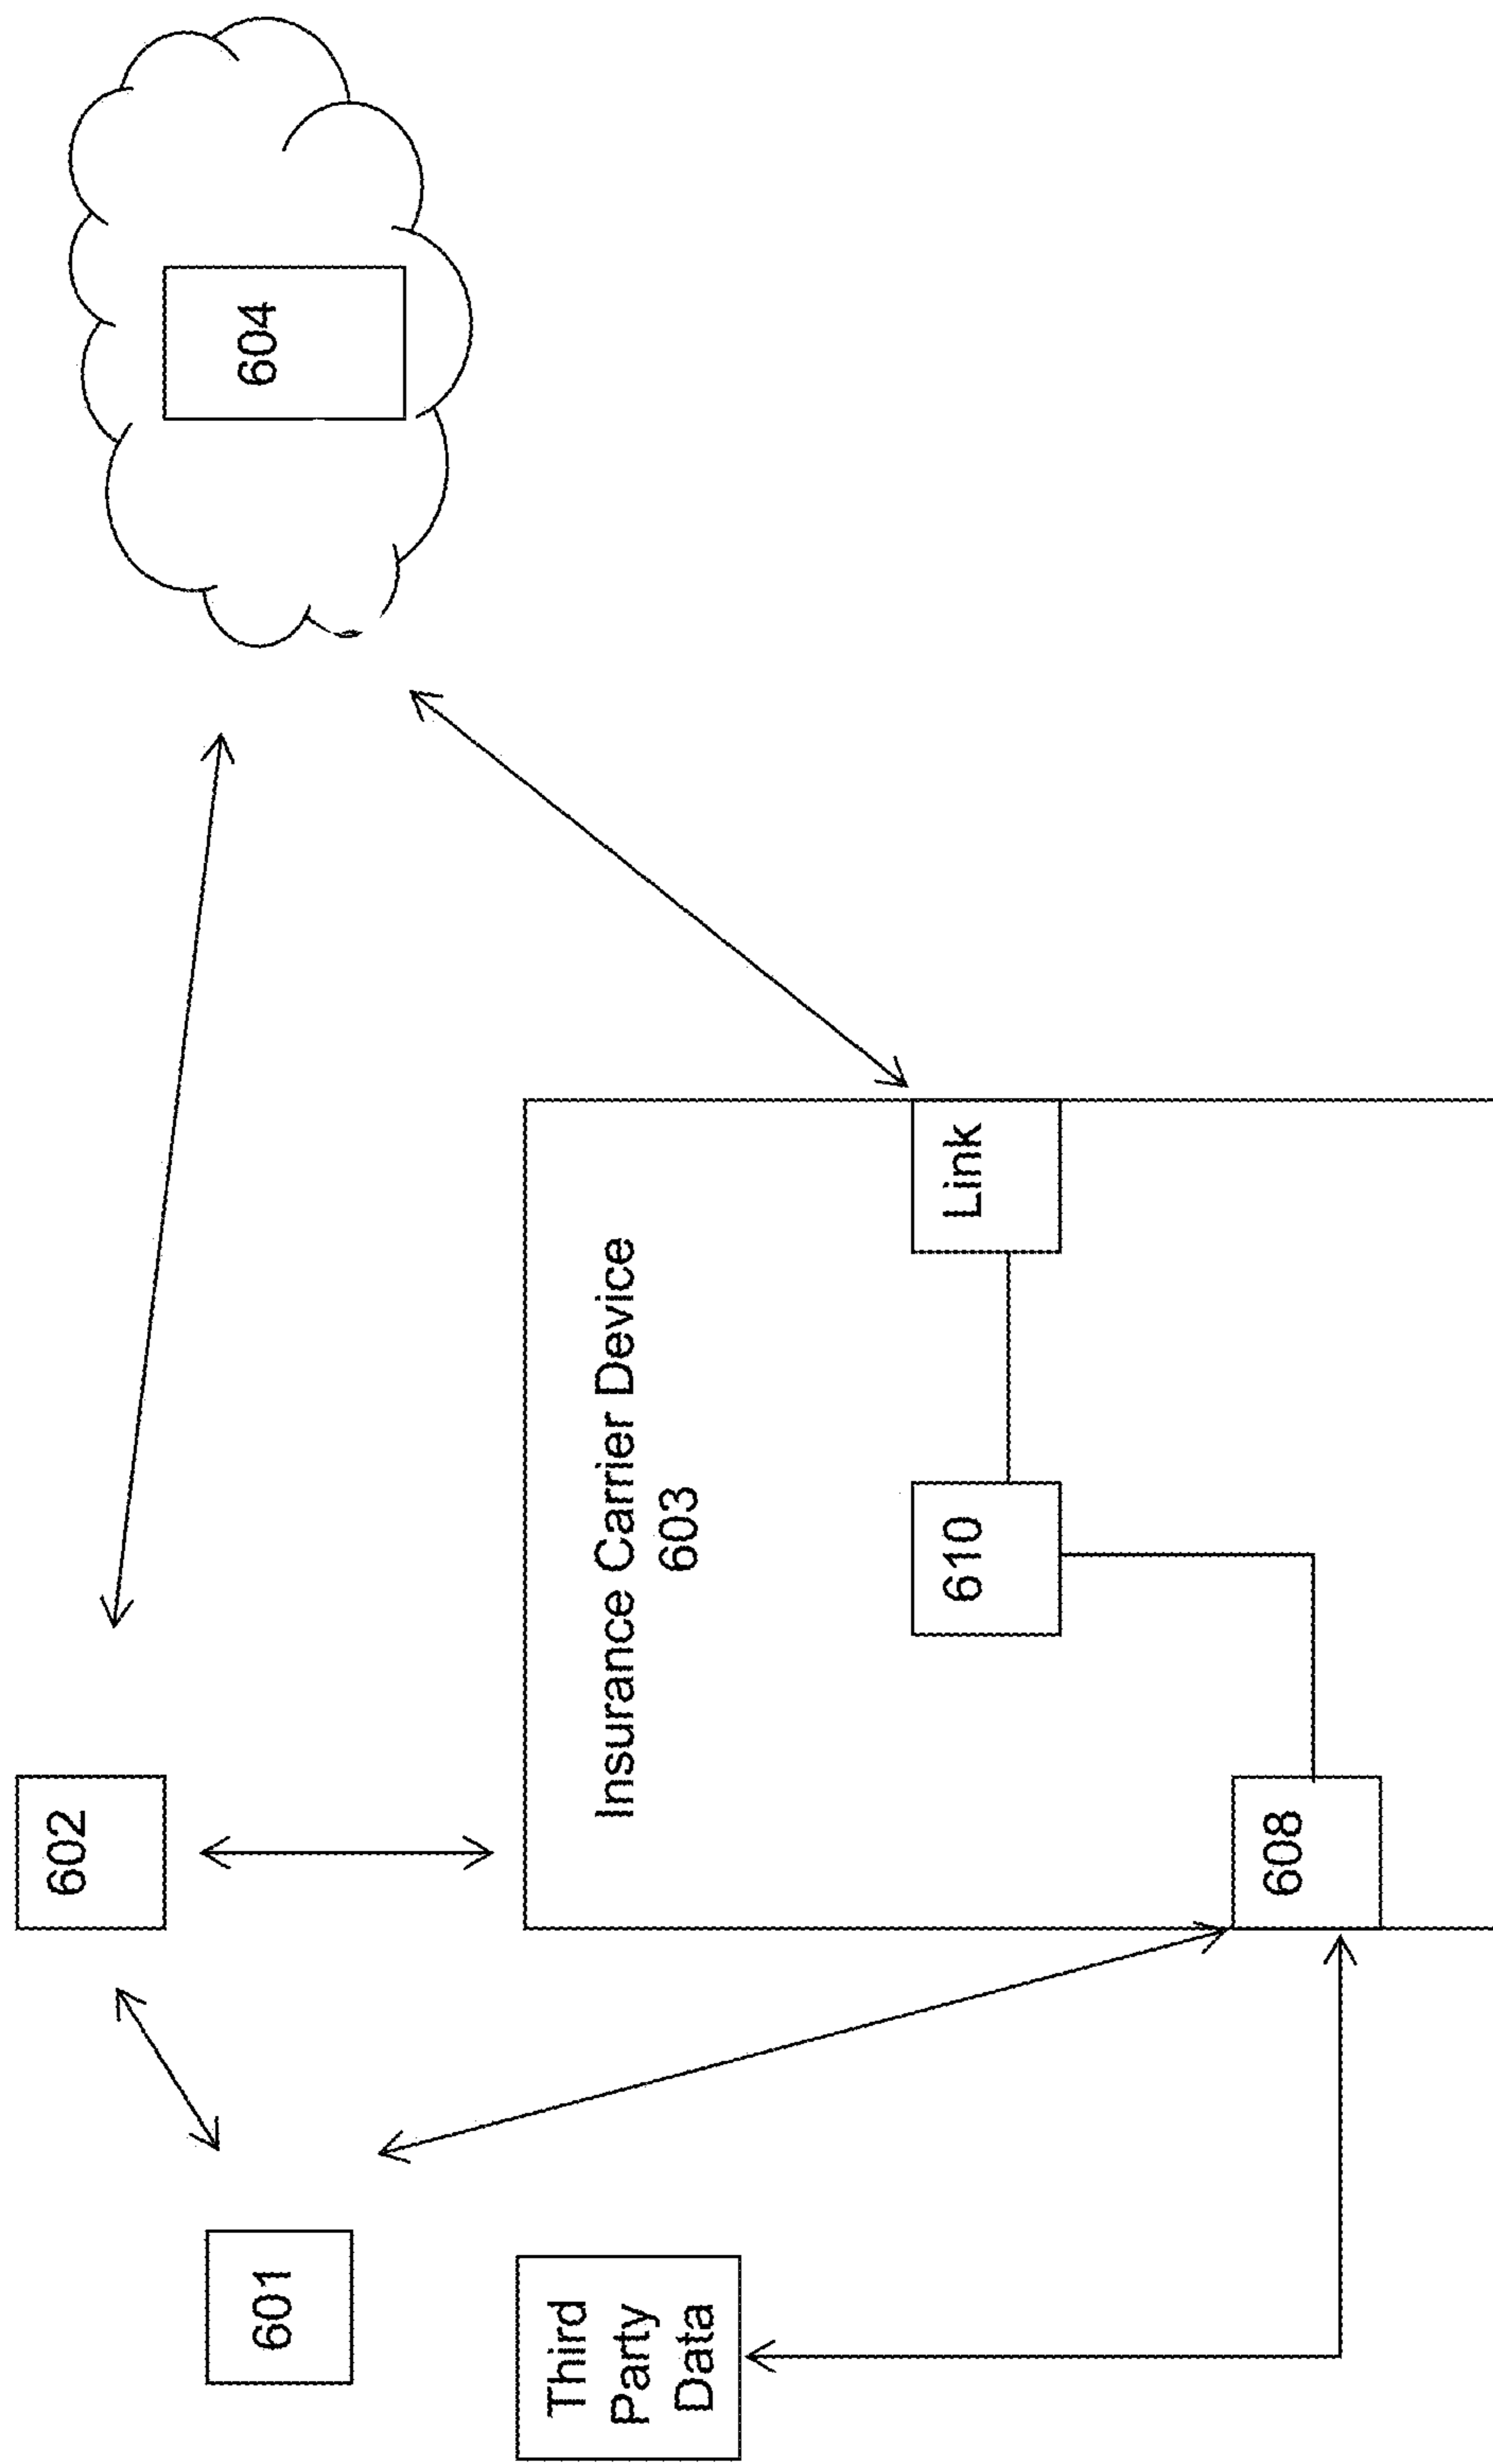 602
604
601
Insurance Carrier Device
603
Third
Party
Data
610
Link
608